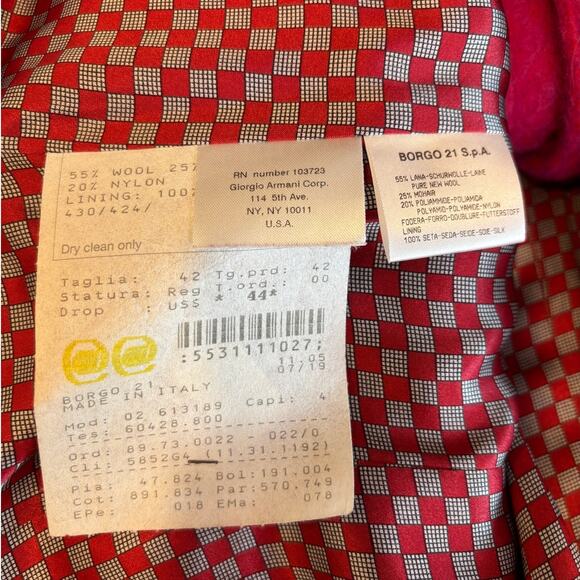 55% WOOL 25%
20% NYLON
LINING: 100%
430/424
Dry clean only
RN number 103723
Giorgio Armani Corp.
114 5th Ave.
NY, NY 10011
U.S.A.
BORGO 21 S.p.A.
55% LANA-SCHURWOLLE-LAINE
PURE NEW WOOL
25% MOHAIR
20% POLIAMMIDE-POLIAMIDA
POLYAMID-POLYAMIDE-NYLON
FODERA-FORRO-DOUBLURE-FUTTERSTOFF
LINING
100% SETA-SEDA-SEIDE-SOIE-SILK
Taglia: 42 Tg.prd: 42
Statura: Reg T.ord.: 00
Drop : US$ * 44*
:5531111027;
11.05
07/19
BORGO 21
MADE IN ITALY
Mod: 02 613189 Capi: 4
Tes: 60428.800
Ord: 89.73.0022 - 022/0
Cli: 585264 (11.31.1192)
Pia: 47.824 Bol:191.004
Cot: 891.834 Par:570.749
EPe: 018 EMa: 078